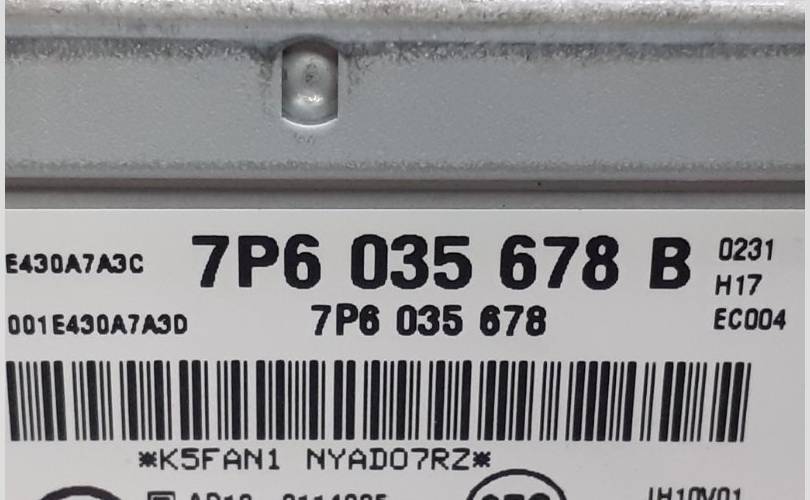 E430A7A3C 7P6 035 678 B 0231
H17
001E430A7A3D 7P6 035 678 EC004
*K5FAN1 NYAD07RZ*